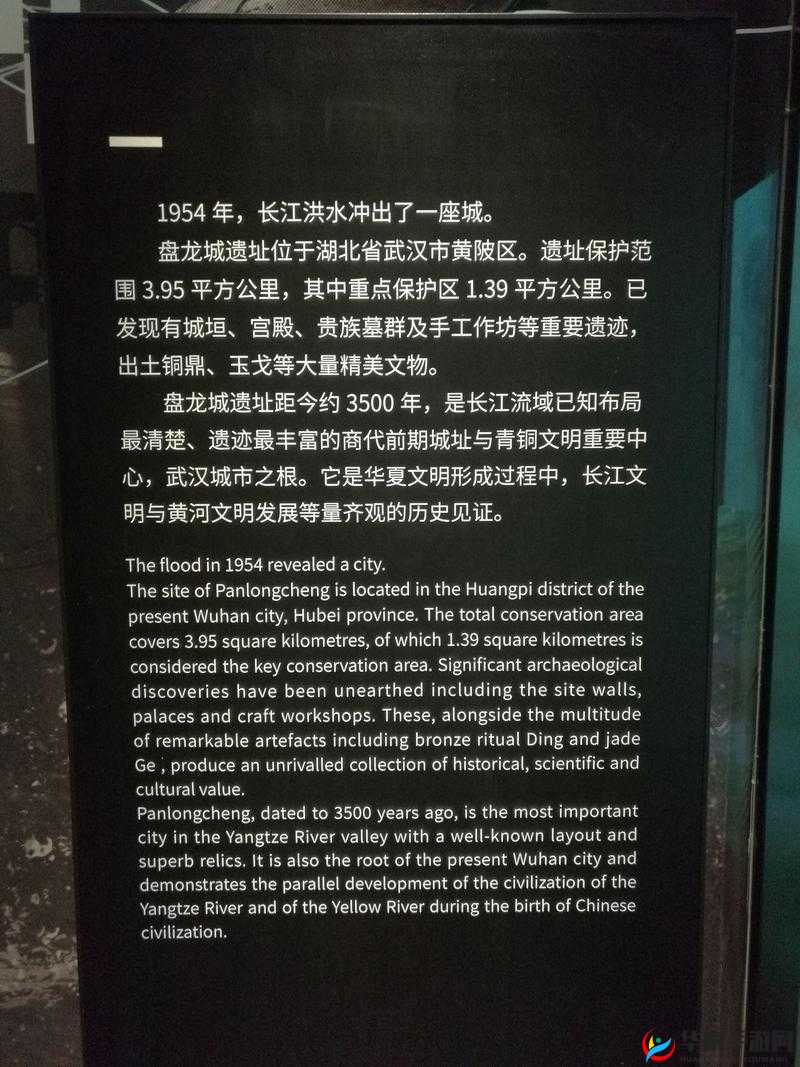 1954 年，长江洪水冲出了一座城。
盘龙城遗址位于湖北省武汉市黄陂区。遗址保护范
围 3.95 平方公里，其中重点保护区 1.39 平方公里。已
发现有城垣、宫殿、贵族墓群及手工作坊等重要遗迹，
出土铜鼎、玉戈等大量精美文物。
盘龙城遗址距今约 3500 年，是长江流域已知布局
最清楚、遗迹最丰富的商代前期城址与青铜文明重要中
心，武汉城市之根。它是华夏文明形成过程中，长江文
明与黄河文明发展等量齐观的历史见证。
The flood in 1954 revealed a city.
The site of Panlongcheng is located in the Huangpi district of the
present Wuhan city, Hubei province. The total conservation area
covers 3.95 square kilometres, of which 1.39 square kilometres is
considered the key conservation area. Significant archaeological
discoveries have been unearthed including the site walls,
palaces and craft workshops. These, alongside the multitude
of remarkable artefacts including bronze ritual Ding and jade
Ge , produce an unrivalled collection of historical, scientific and
cultural value.
Panlongcheng, dated to 3500 years ago, is the most important
city in the Yangtze River valley with a well-known layout and
superb relics. It is also the root of the present Wuhan city and
demonstrates the parallel development of the civilization of the
Yangtze River and of the Yellow River during the birth of Chinese
civilization.